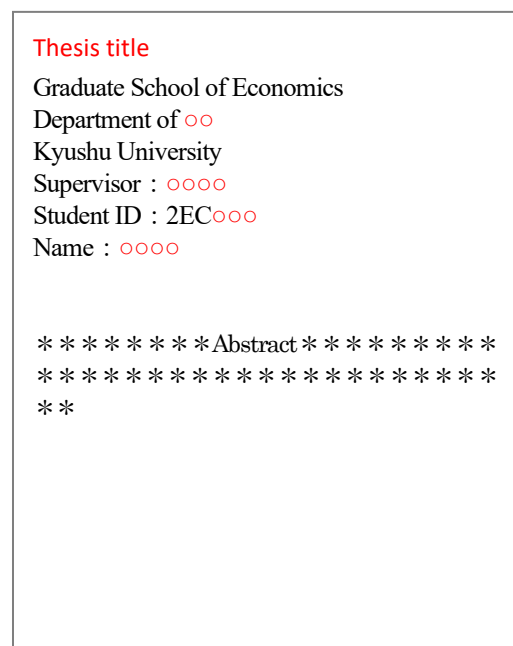 Thesis title
Graduate School of Economics
Department of ○○
Kyushu University
Supervisor：○○○○
Student ID：2EC○○○
Name：○○○○
＊＊＊＊＊＊＊＊Abstract＊＊＊＊＊＊＊＊＊
＊＊＊＊＊＊＊＊＊＊＊＊＊＊＊＊＊＊＊＊＊
＊＊